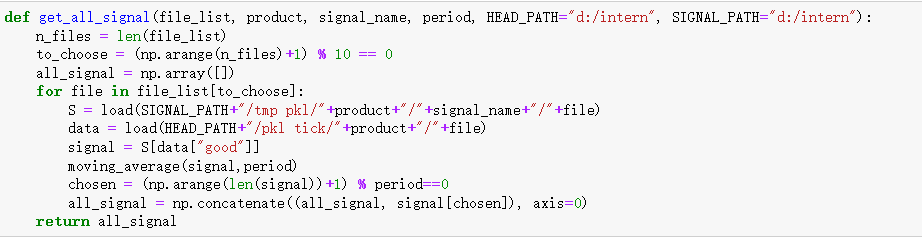 def get_all_signal(file_list, product, signal_name, period, HEAD_PATH="d:/intern", SIGNAL_PATH="d:/intern"):
    n_files = len(file_list)
    to_choose = (np.arange(n_files)+1) % 10 == 0
    all_signal = np.array([])
    for file in file_list[to_choose]:
        S = load(SIGNAL_PATH+"/tmp pkl/"+product+"/"+signal_name+"/"+file)
        data = load(HEAD_PATH+"/pkl tick/"+product+"/"+file)
        signal = S[data["good"]]
        moving_average(signal,period)
        chosen = (np.arange(len(signal))+1) % period==0
        all_signal = np.concatenate((all_signal, signal[chosen]), axis=0)
    return all_signal